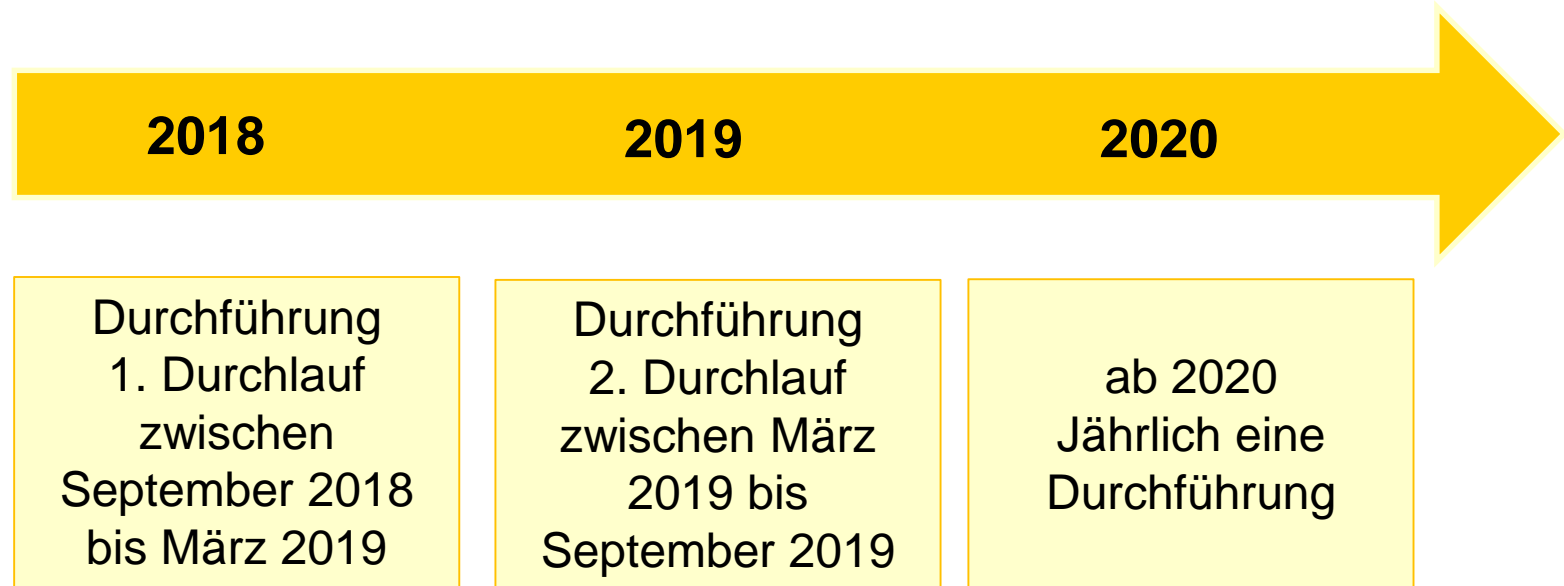 2018
2019
2020
Durchführung
1. Durchlauf
zwischen
September 2018
bis März 2019
Durchführung
2. Durchlauf
zwischen März
2019 bis
September 2019
ab 2020
Jährlich eine
Durchführung